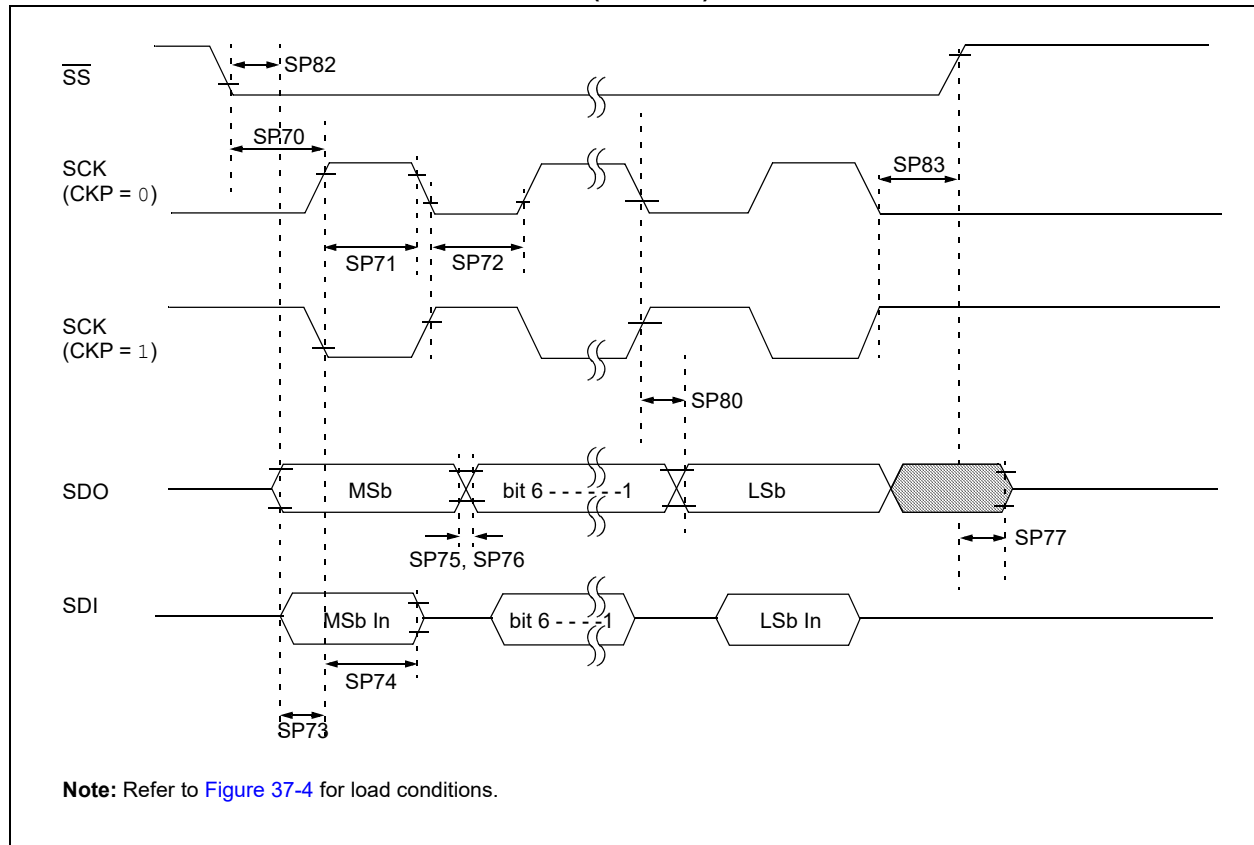 SS
SP82
SP70
SCK
(CKP = 0)
SP83
SP71
SP72
SCK
(CKP = 1)
SP80
SDO
MSb
bit 6 - - - - - - -1
LSb
SP75, SP76
SP77
SDI
MSb In
bit 6 - - - -1
LSb In
SP74
SP73
Note: Refer to Figure 37-4 for load conditions.